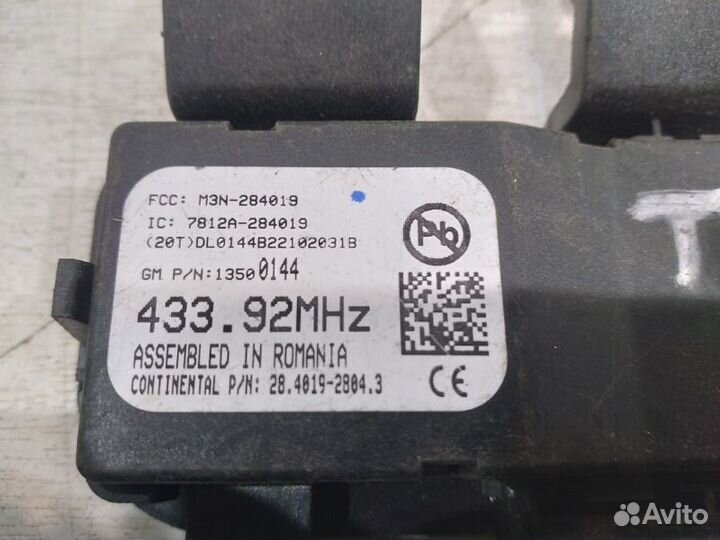 FCC: M3N-284019
IC: 7812A-284019
(20T)DL0144B22102031B
GM P/N:13500144
433.92MHz
ASSEMBLED IN ROMANIA
CONTINENTAL P/N: 28.4019-2804.3
Pb
CE
T
Avito